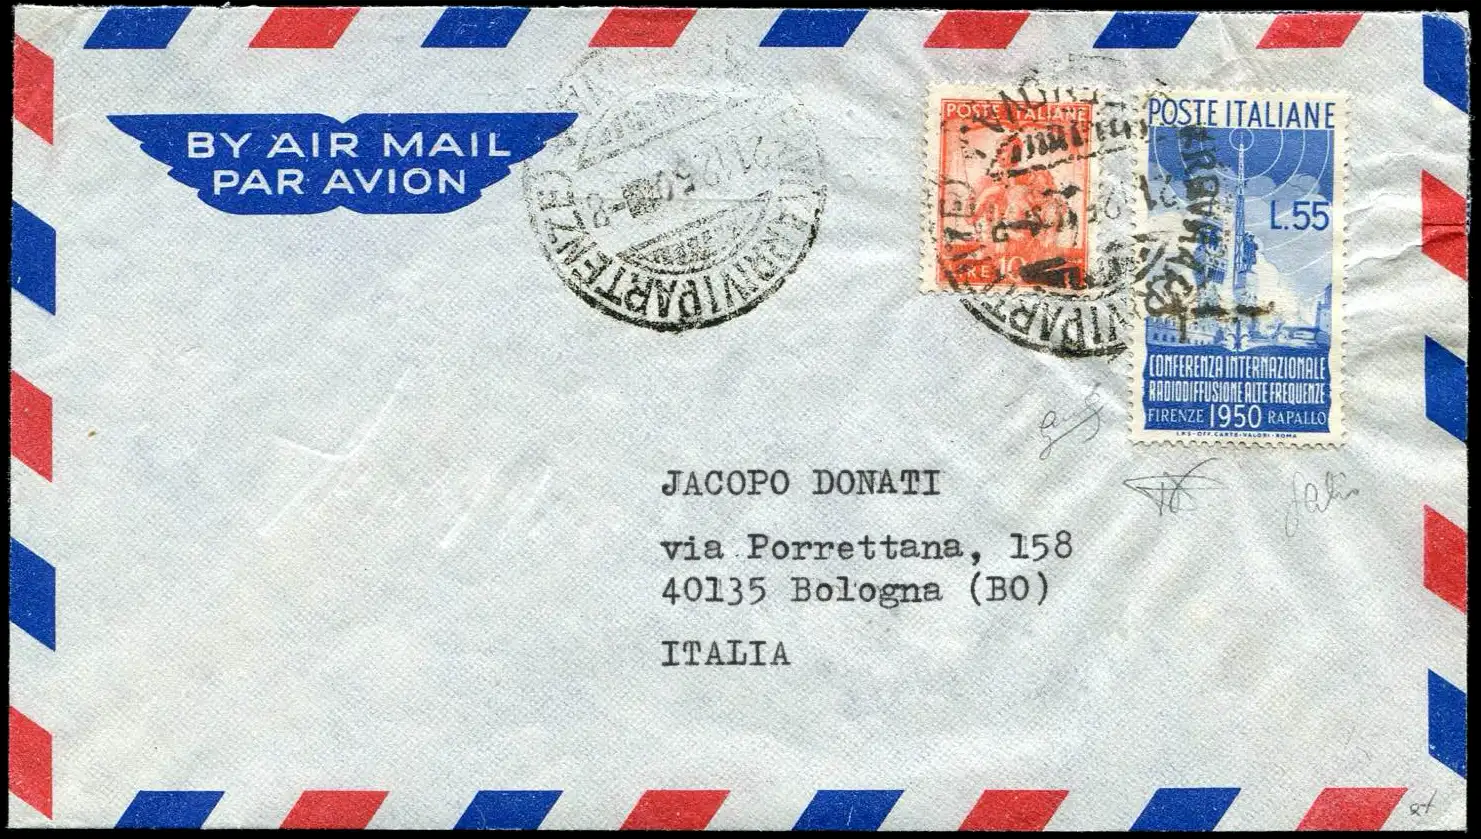 BY AIR MAIL
PAR AVION
ARRIVI PARTENZE
21.12.50 -8
POSTE ITALIANE
LIRE 10
POSTE ITALIANE
L.55
CONFERENZA INTERNAZIONALE
RADIODIFFUSIONE ALTE FREQUENZE
FIRENZE 1950 RAPALLO
I.P.S-OFF.CARTE-VALORI-ROMA
JACOPO DONATI
via Porrettana, 158
40135 Bologna (BO)
ITALIA